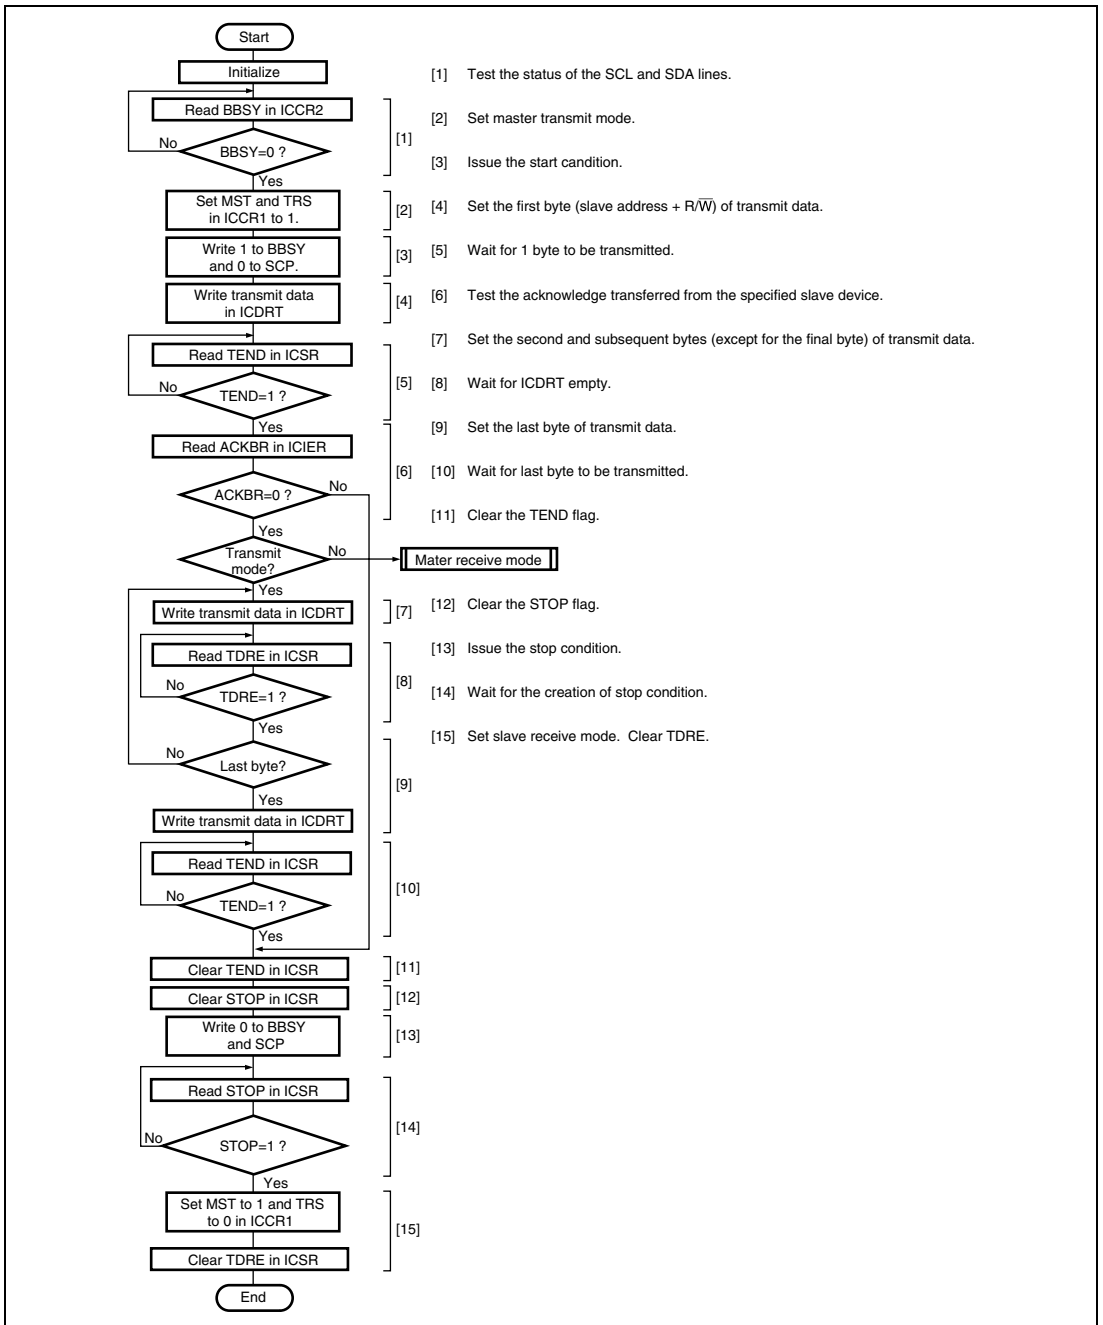 Start
Initialize
Read BBSY in ICCR2
BBSY=0 ?
No
Yes
[1]
Set MST and TRS
in ICCR1 to 1.
[2]
Write 1 to BBSY
and 0 to SCP.
[3]
Write transmit data
in ICDRT
[4]
Read TEND in ICSR
TEND=1 ?
No
Yes
[5]
Read ACKBR in ICIER
ACKBR=0 ?
No
Yes
[6]
Transmit
mode?
No
Mater receive mode
Yes
Write transmit data in ICDRT
[7]
Read TDRE in ICSR
TDRE=1 ?
No
Yes
[8]
Last byte?
No
Yes
Write transmit data in ICDRT
[9]
Read TEND in ICSR
TEND=1 ?
No
Yes
[10]
Clear TEND in ICSR
[11]
Clear STOP in ICSR
[12]
Write 0 to BBSY
and SCP
[13]
Read STOP in ICSR
STOP=1 ?
No
Yes
[14]
Set MST to 1 and TRS
to 0 in ICCR1
Clear TDRE in ICSR
[15]
End
[1] Test the status of the SCL and SDA lines.
[2] Set master transmit mode.
[3] Issue the start candition.
[4] Set the first byte (slave address + R/W̅) of transmit data.
[5] Wait for 1 byte to be transmitted.
[6] Test the acknowledge transferred from the specified slave device.
[7] Set the second and subsequent bytes (except for the final byte) of transmit data.
[8] Wait for ICDRT empty.
[9] Set the last byte of transmit data.
[10] Wait for last byte to be transmitted.
[11] Clear the TEND flag.
[12] Clear the STOP flag.
[13] Issue the stop condition.
[14] Wait for the creation of stop condition.
[15] Set slave receive mode. Clear TDRE.